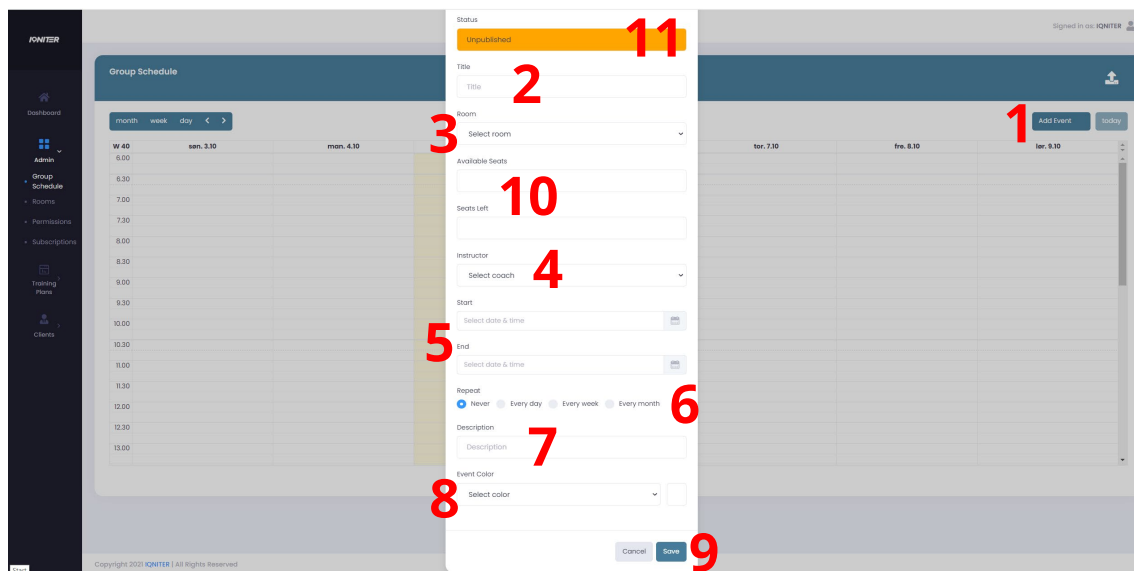 IQNITER
Dashboard
Admin
Group
Schedule
Rooms
Permissions
Subscriptions
Training
Plans
Clients
Start
Signed in as: IQNITER
Group Schedule
month week day < >
1
Add Event today
W 40 søn. 3.10 man. 4.10 tor. 7.10 fre. 8.10 lør. 9.10
6.00
6.30
7.00
7.30
8.00
8.30
9.00
9.30
10.00
10.30
11.00
11.30
12.00
12.30
13.00
Status
Unpublished 11
Title
Title 2
Room
3 Select room
Available Seats
10
Seats Left
Instructor
Select coach 4
Start
Select date & time
5
End
Select date & time
Repeat
Never Every day Every week Every month 6
Description
Description 7
Event Color
8 Select color
Cancel Save 9
Copyright 2021 IQNITER | All Rights Reserved